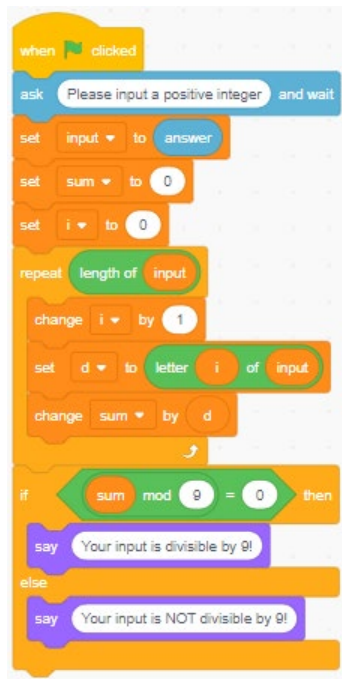 when clicked
ask Please input a positive integer and wait
set input to answer
set sum to 0
set i to 0
repeat length of input
change i by 1
set d to letter i of input
change sum by d
if sum mod 9 = 0 then
say Your input is divisible by 9!
else
say Your input is NOT divisible by 9!